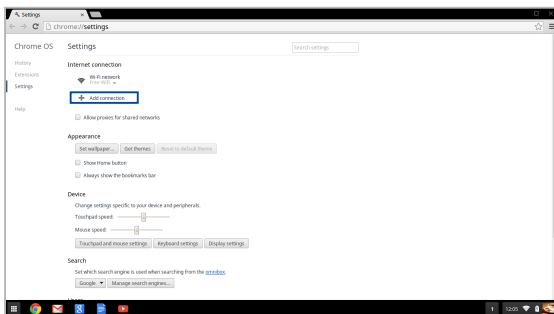 Settings
chrome://settings
Chrome OS
Settings
Search settings
History
Extensions
Settings
Help
Internet connection
Wi-Fi network
Free WiFi
Add connection
Allow proxies for shared networks
Appearance
Set wallpaper... Get themes Reset to default theme
Show Home button
Always show the bookmarks bar
Device
Change settings specific to your device and peripherals.
Touchpad speed:
Mouse speed:
Touchpad and mouse settings Keyboard settings Display settings
Search
Set which search engine is used when searching from the omnibox.
Google Manage search engines...
8 1 12:05